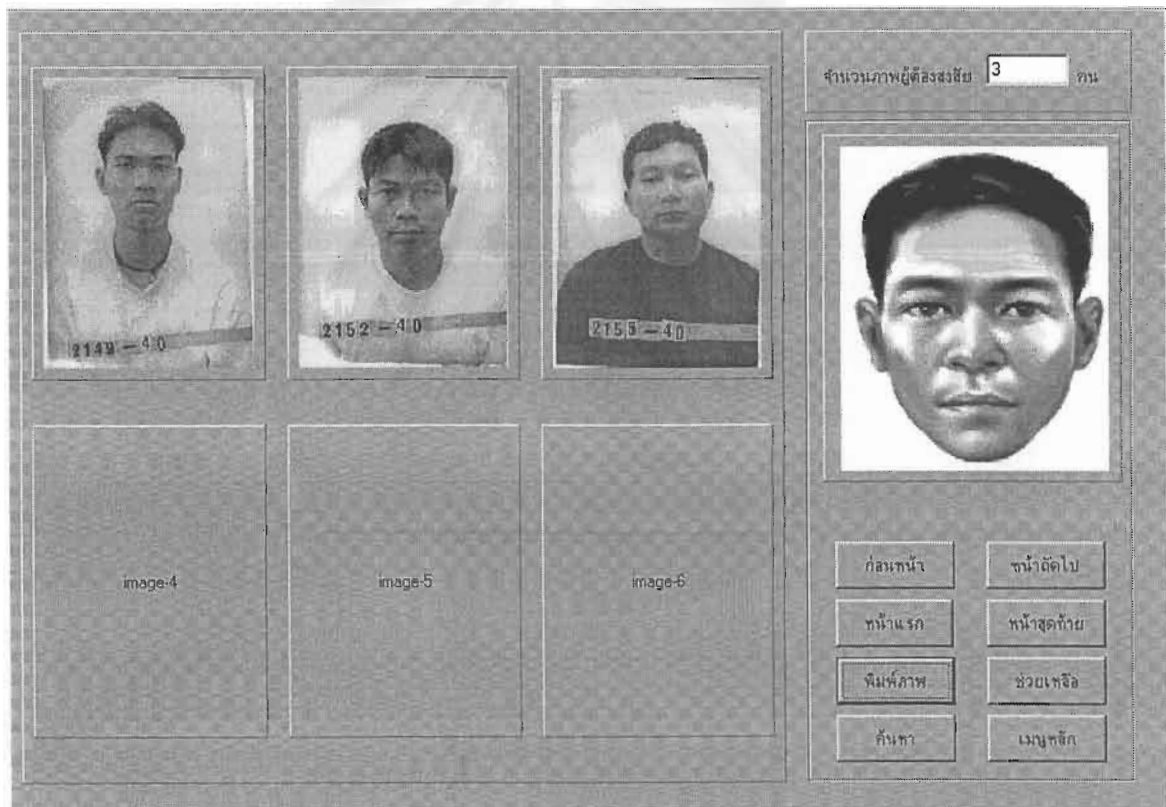 จำนวนภาพผู้ต้องสงสัย 3 คน
2149-40
2152-40
2155-40
image-4
image-5
image-6
ก่อนหน้า
หน้าถัดไป
หน้าแรก
หน้าสุดท้าย
พิมพ์ภาพ
ช่วยเหลือ
ค้นหา
เมนูหลัก